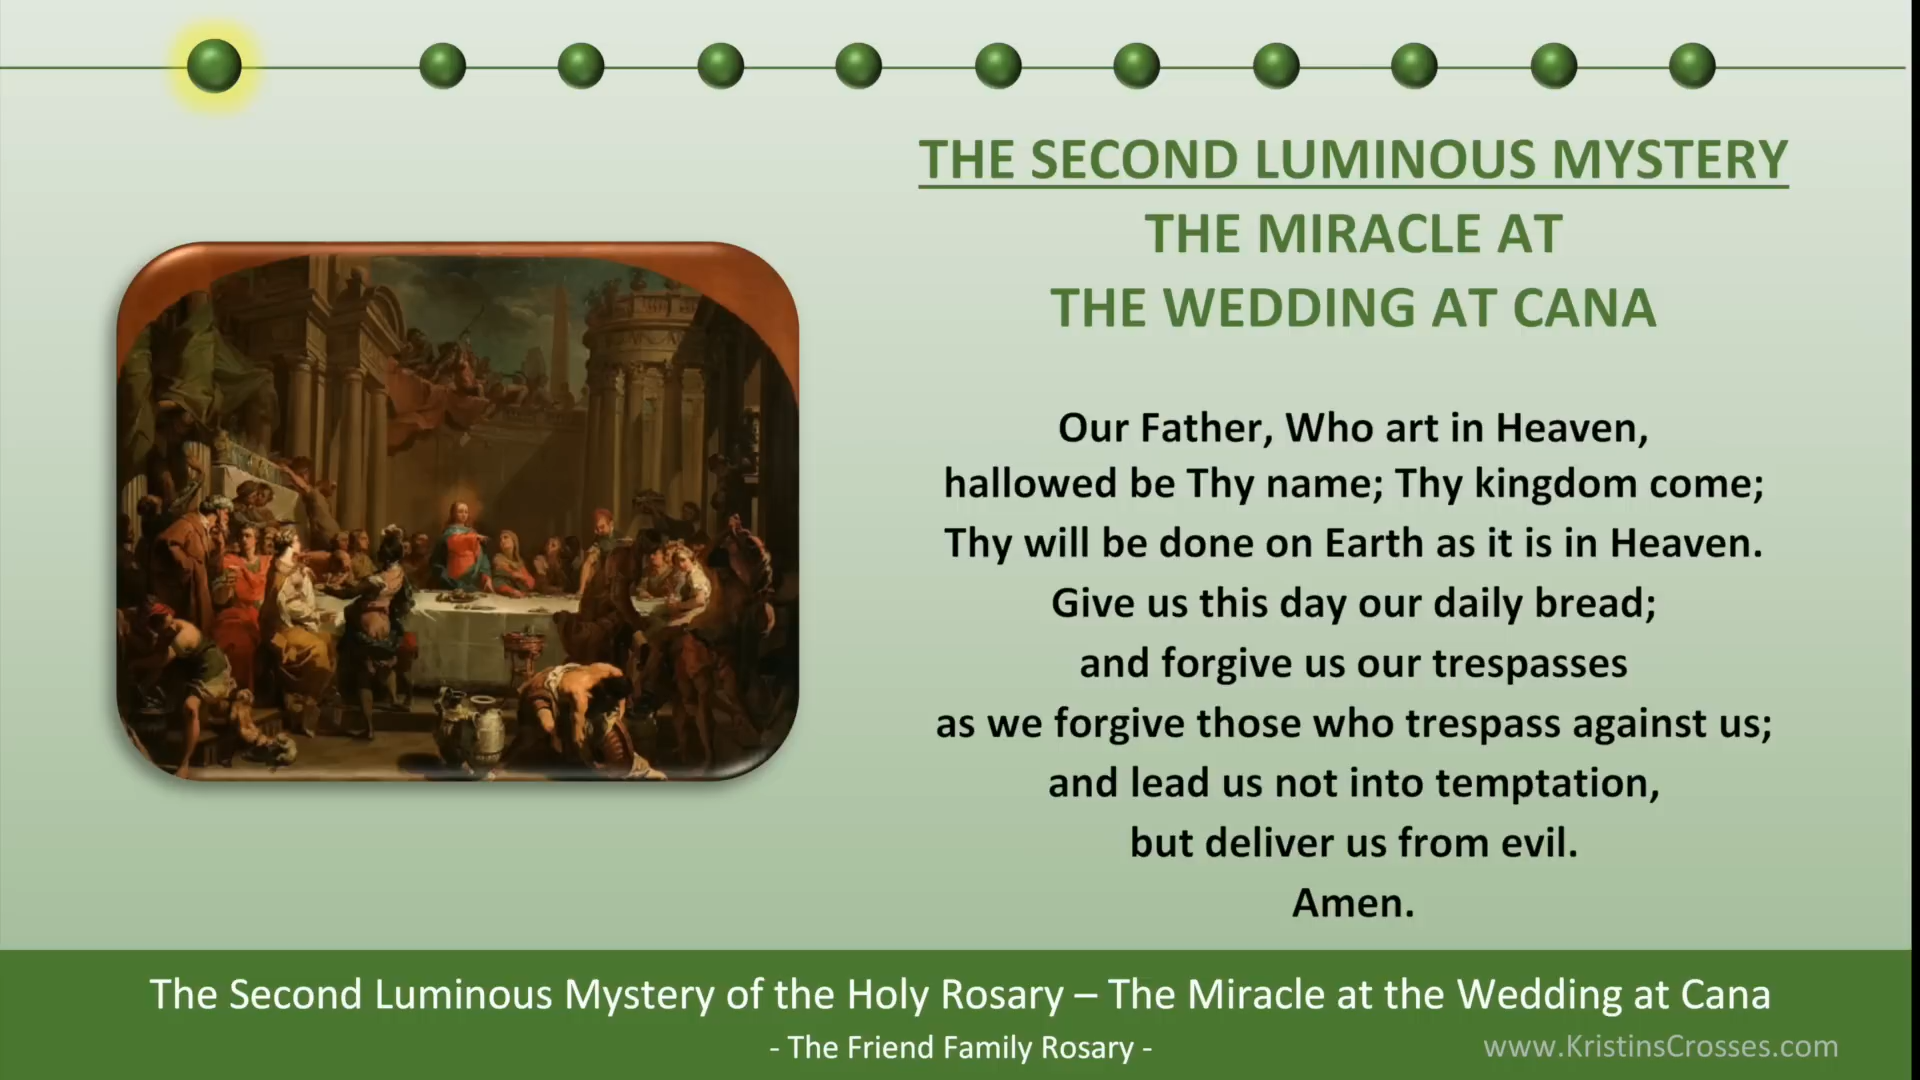 THE SECOND LUMINOUS MYSTERY
THE MIRACLE AT
THE WEDDING AT CANA
Our Father, Who art in Heaven,
hallowed be Thy name; Thy kingdom come;
Thy will be done on Earth as it is in Heaven.
Give us this day our daily bread;
and forgive us our trespasses
as we forgive those who trespass against us;
and lead us not into temptation,
but deliver us from evil.
Amen.
The Second Luminous Mystery of the Holy Rosary – The Miracle at the Wedding at Cana
- The Friend Family Rosary -
www.KristinsCrosses.com